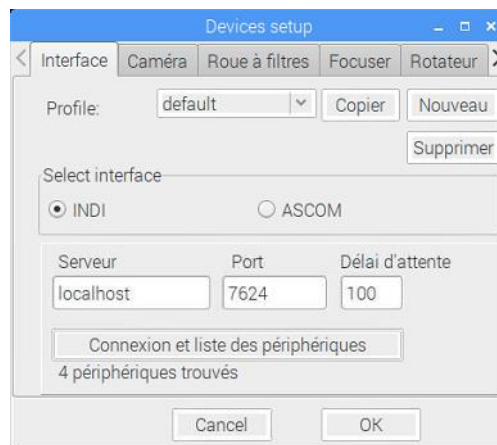 Devices setup
Interface Caméra Roue à filtres Focuser Rotateur
Profile: default Copier Nouveau
Supprimer
Select interface
INDI ASCOM
Serveur Port Délai d'attente
localhost 7624 100
Connexion et liste des périphériques
4 périphériques trouvés
Cancel OK